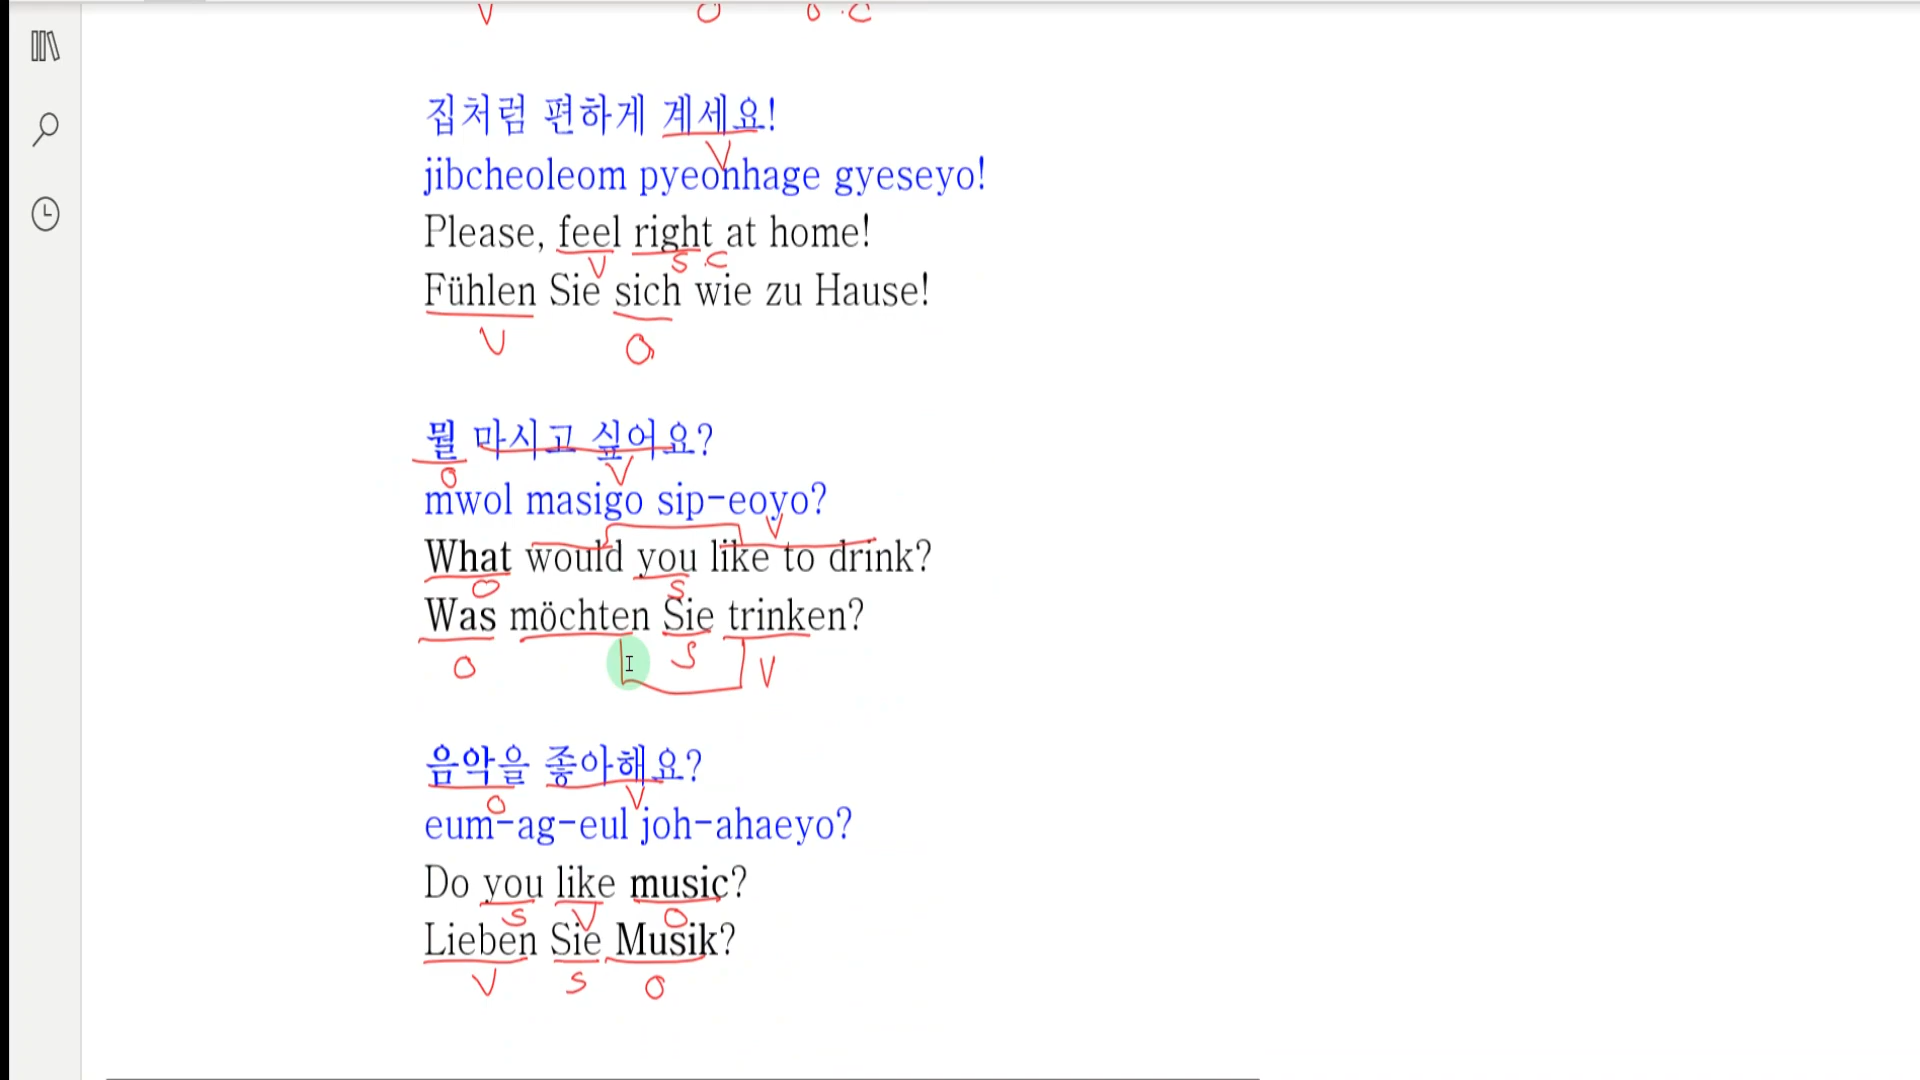 V O O.C
집처럼 편하게 계세요!
V
jibcheoleom pyeonhage gyeseyo!
Please, feel right at home!
V S.C
Fühlen Sie sich wie zu Hause!
V O
뭘 마시고 싶어요?
O V
mwol masigo sip-eoyo?
V
What would you like to drink?
O S
Was möchten Sie trinken?
O S V
음악을 좋아해요?
O V
eum-ag-eul joh-ahaeyo?
Do you like music?
S V O
Lieben Sie Musik?
V S O